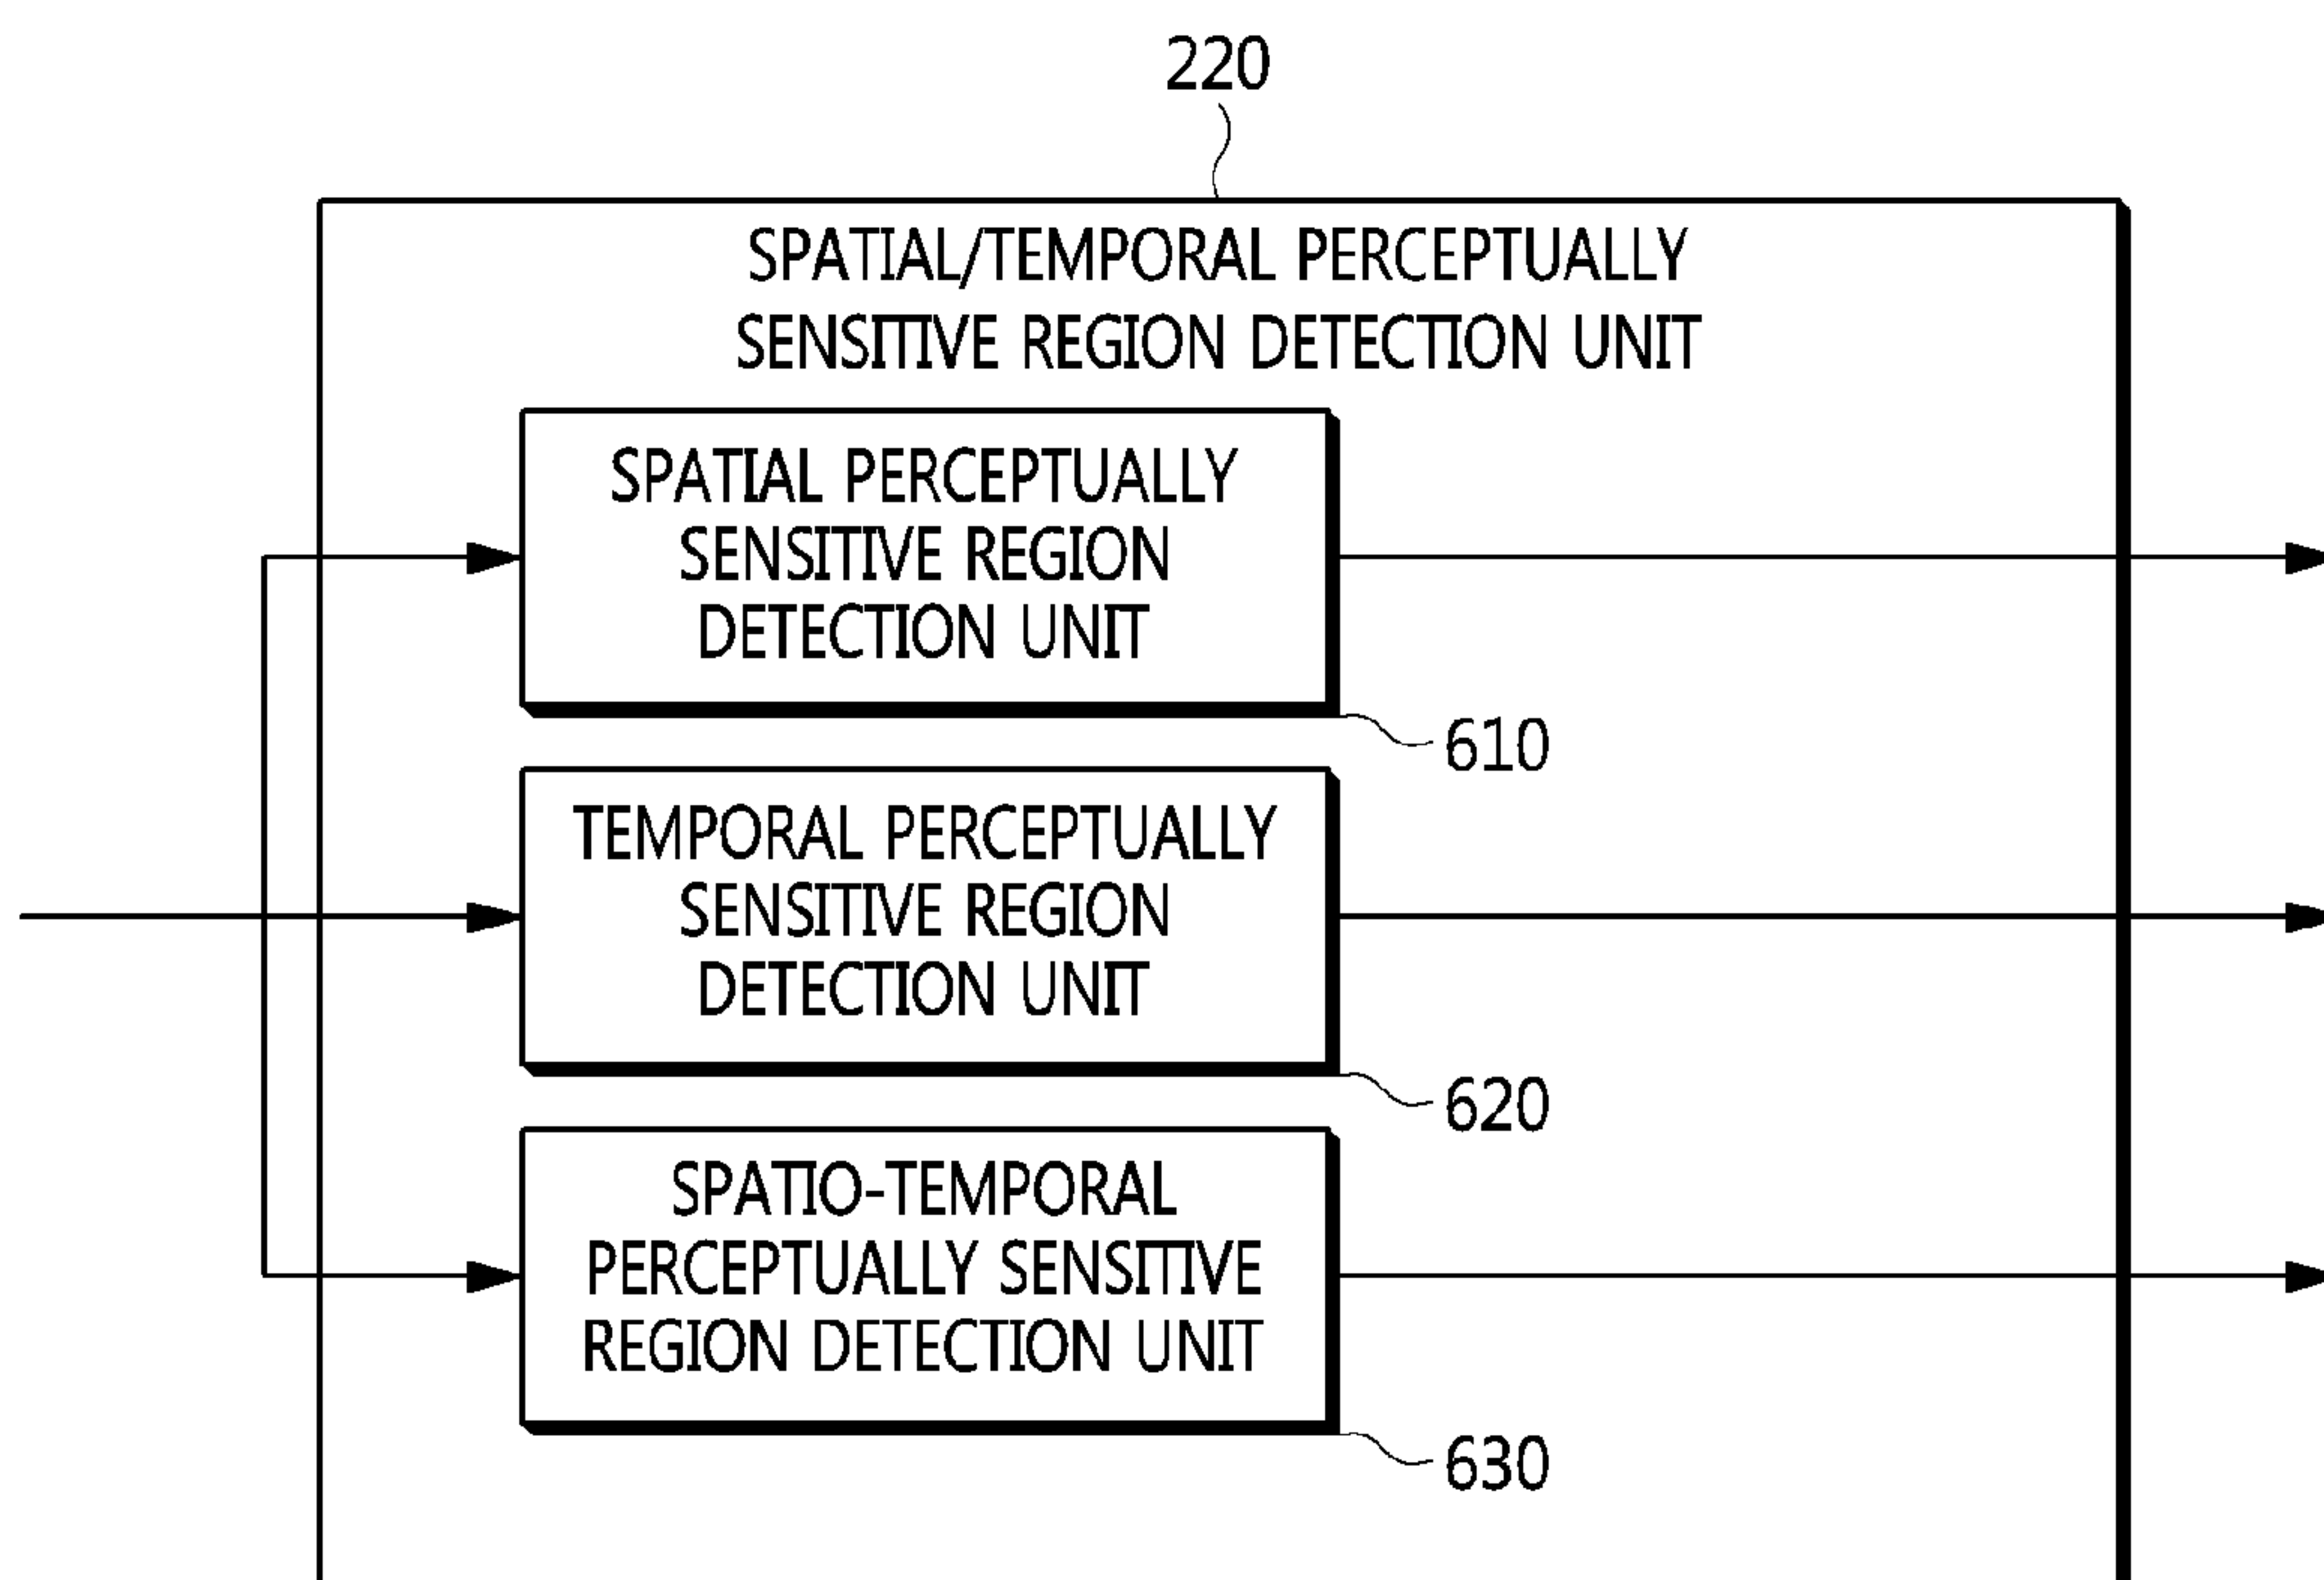 220
SPATIAL/TEMPORAL PERCEPTUALLY
SENSITIVE REGION DETECTION UNIT
SPATIAL PERCEPTUALLY
SENSITIVE REGION
DETECTION UNIT
610
TEMPORAL PERCEPTUALLY
SENSITIVE REGION
DETECTION UNIT
620
SPATIO-TEMPORAL
PERCEPTUALLY SENSITIVE
REGION DETECTION UNIT
630